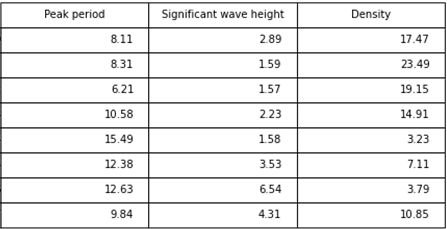 Peak period Significant wave height Density
8.11 2.89 17.47
8.31 1.59 23.49
6.21 1.57 19.15
10.58 2.23 14.91
15.49 1.58 3.23
12.38 3.53 7.11
12.63 6.54 3.79
9.84 4.31 10.85